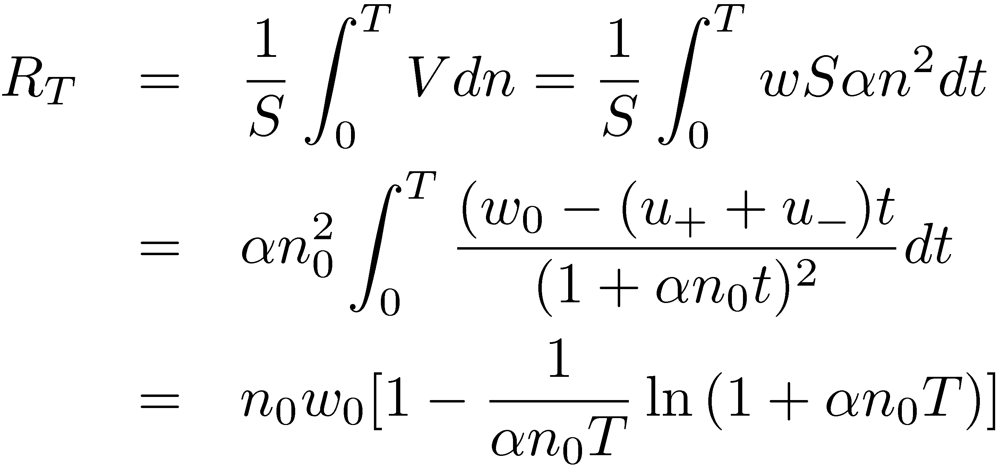 $R_T = \frac{1}{S} \int_0^T V dn = \frac{1}{S} \int_0^T w S \alpha n^2 dt$
$= \alpha n_0^2 \int_0^T \frac{(w_0 - (u_+ + u_-)t}{(1 + \alpha n_0 t)^2} dt$
$= n_0 w_0 [1 - \frac{1}{\alpha n_0 T} \ln (1 + \alpha n_0 T)]$